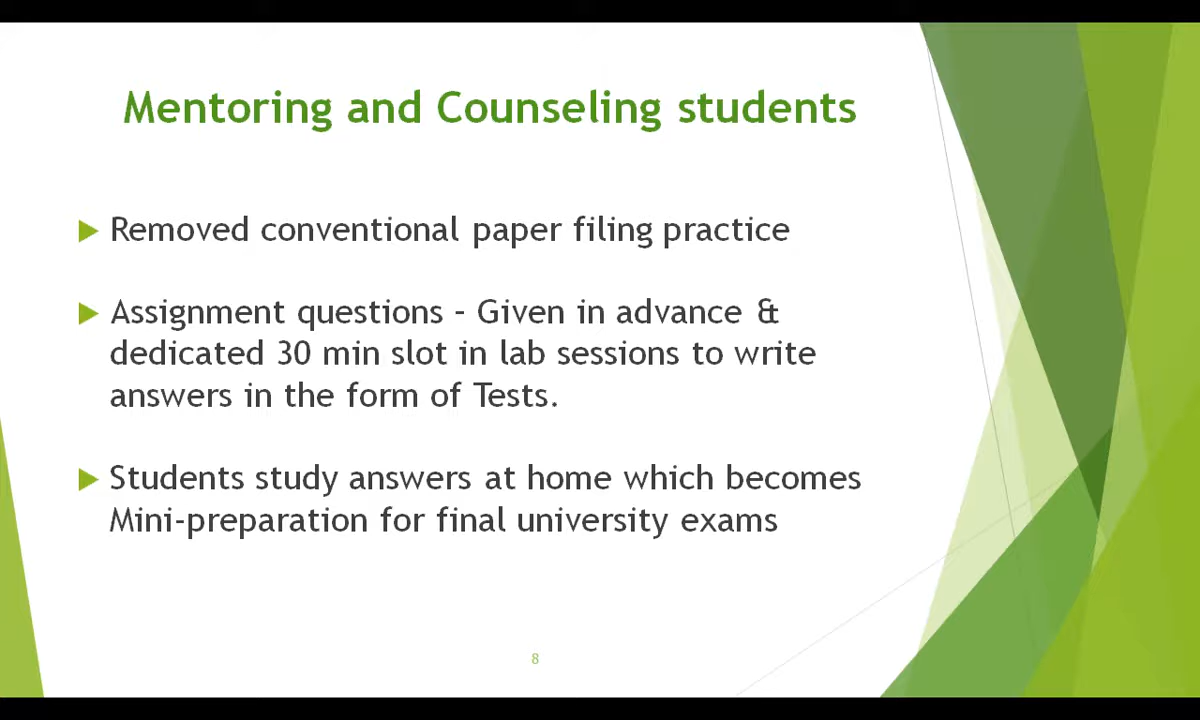 Mentoring and Counseling students
Removed conventional paper filing practice
Assignment questions - Given in advance &
dedicated 30 min slot in lab sessions to write
answers in the form of Tests.
Students study answers at home which becomes
Mini-preparation for final university exams
8